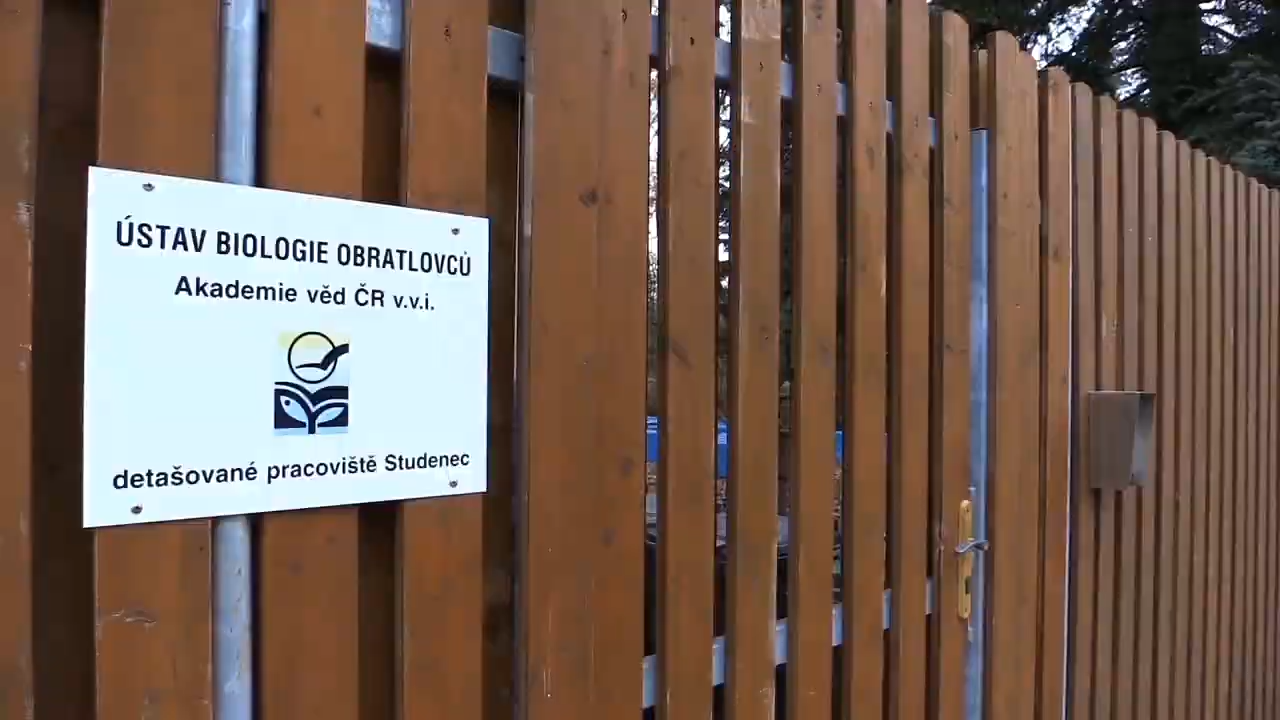 ÚSTAV BIOLOGIE OBRATLOVCŮ
Akademie věd ČR v.v.i.
detašované pracoviště Studenec